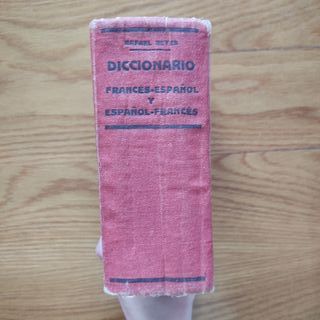 RAFAEL REYES
DICCIONARIO
FRANCÉS-ESPAÑOL
Y
ESPAÑOL-FRANCÉS